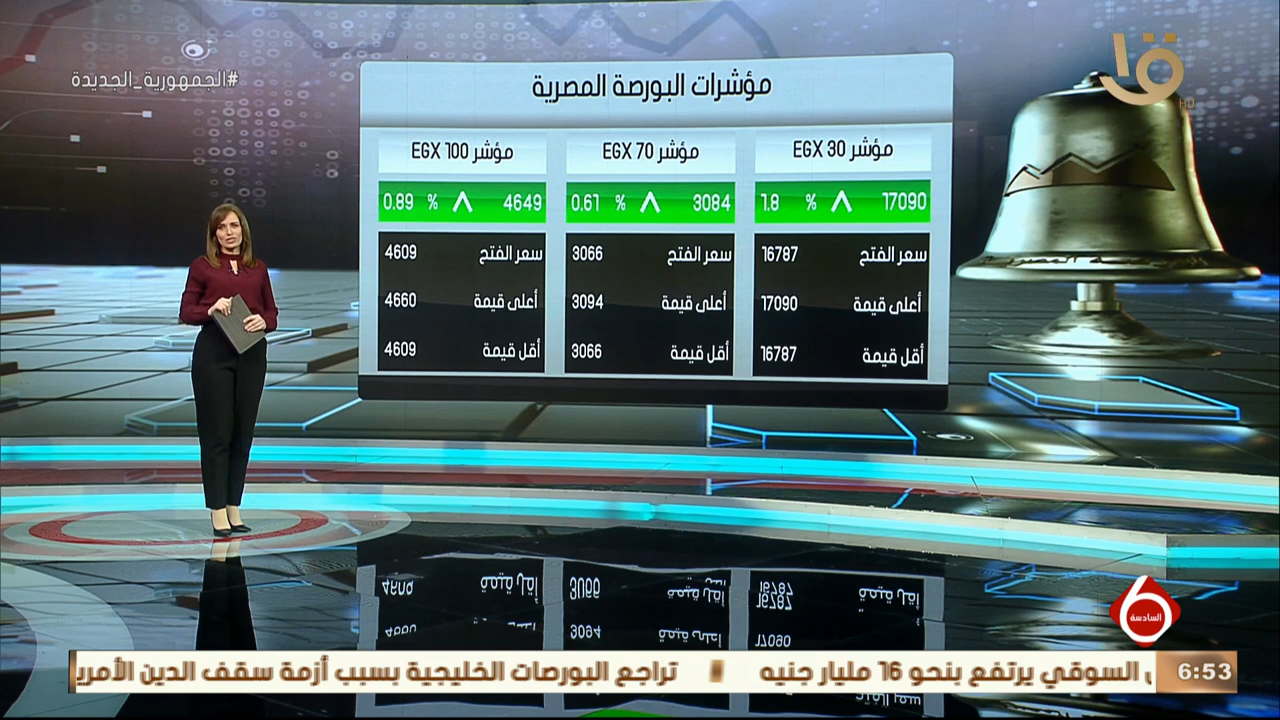 #الجمهورية_الجديدة
HD
مؤشرات البورصة المصرية
مؤشر EGX 30
17090 % 1.8
سعر الفتح 16787
أعلى قيمة 17090
أقل قيمة 16787
مؤشر EGX 70
3084 % 0.61
سعر الفتح 3066
أعلى قيمة 3094
أقل قيمة 3066
مؤشر EGX 100
4649 % 0.89
سعر الفتح 4609
أعلى قيمة 4660
أقل قيمة 4609
6
السادسة
6:53
السوقي يرتفع بنحو 16 مليار جنيه
تراجع البورصات الخليجية بسبب أزمة سقف الدين الأمري